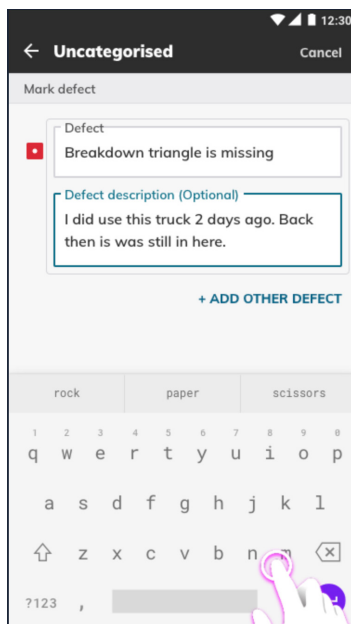 12:30
Uncategorised
Cancel
Mark defect
Defect
Breakdown triangle is missing
Defect description (Optional)
I did use this truck 2 days ago. Back
then is was still in here.
+ ADD OTHER DEFECT
rock paper scissors
1 2 3 4 5 6 7 8 9 0
q w e r t y u i o p
a s d f g h j k l
z x c v b n m
?123 ,